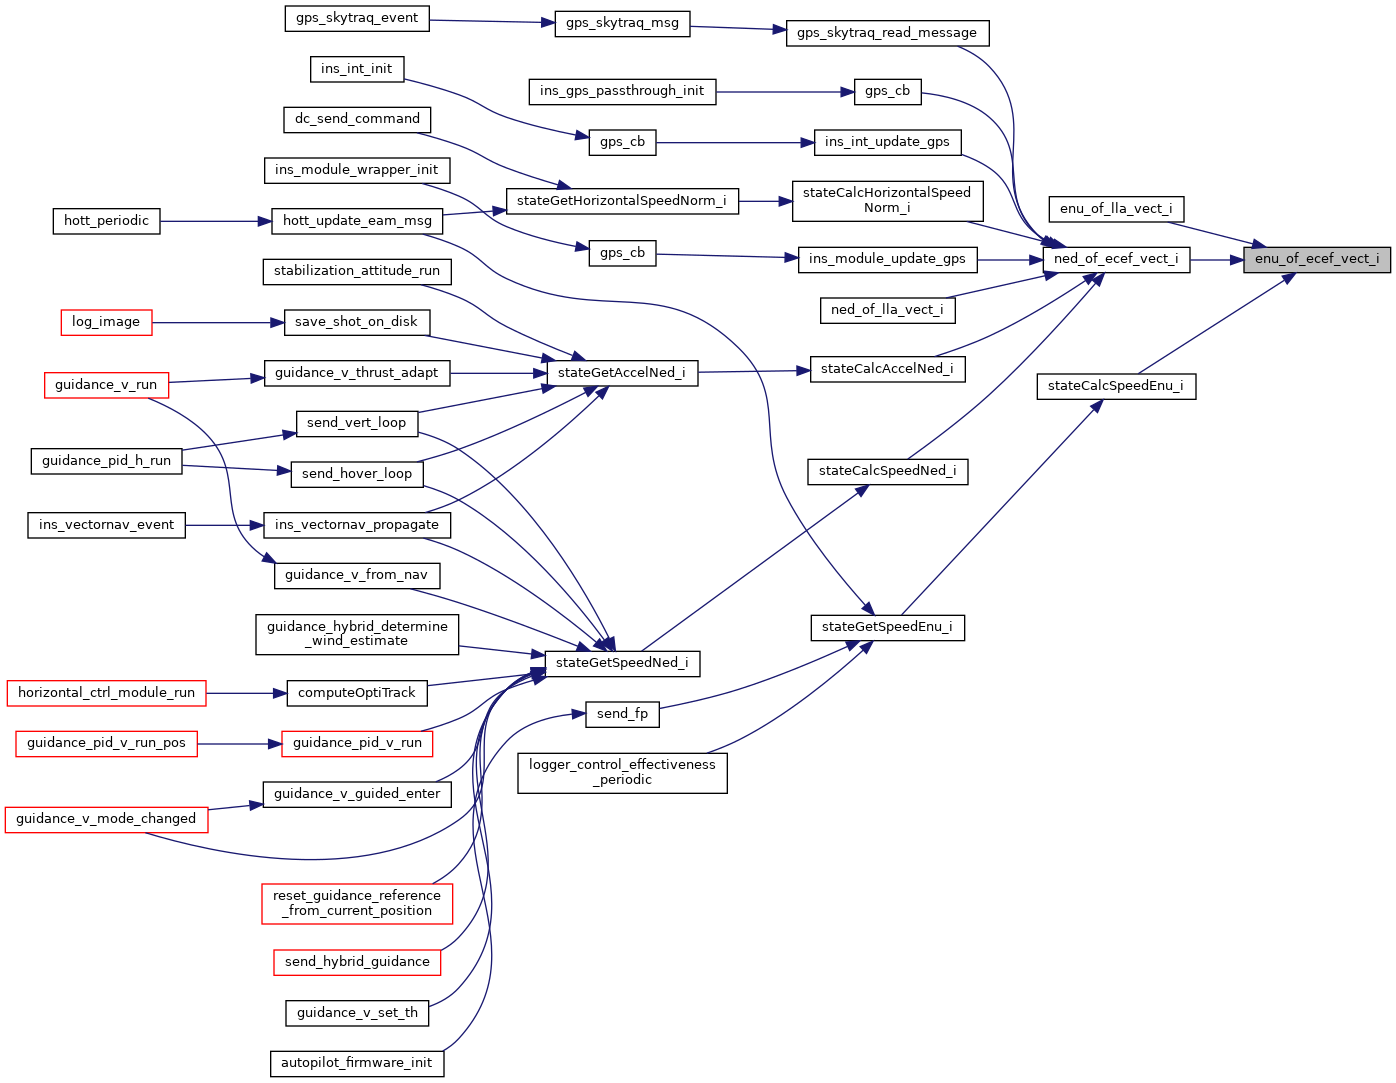 gps_skytraq_event
gps_skytraq_msg
gps_skytraq_read_message
ins_int_init
ins_gps_passthrough_init
gps_cb
dc_send_command
gps_cb
ins_int_update_gps
ins_module_wrapper_init
stateGetHorizontalSpeedNorm_i
stateCalcHorizontalSpeed
Norm_i
enu_of_lla_vect_i
hott_periodic
hott_update_eam_msg
gps_cb
ins_module_update_gps
ned_of_ecef_vect_i
enu_of_ecef_vect_i
stabilization_attitude_run
ned_of_lla_vect_i
log_image
save_shot_on_disk
guidance_v_run
guidance_v_thrust_adapt
stateGetAccelNed_i
stateCalcAccelNed_i
stateCalcSpeedEnu_i
send_vert_loop
guidance_pid_h_run
send_hover_loop
stateCalcSpeedNed_i
ins_vectornav_event
ins_vectornav_propagate
guidance_v_from_nav
guidance_hybrid_determine
_wind_estimate
stateGetSpeedEnu_i
stateGetSpeedNed_i
horizontal_ctrl_module_run
computeOptiTrack
send_fp
guidance_pid_v_run_pos
guidance_pid_v_run
logger_control_effectiveness
_periodic
guidance_v_guided_enter
guidance_v_mode_changed
reset_guidance_reference
_from_current_position
send_hybrid_guidance
guidance_v_set_th
autopilot_firmware_init